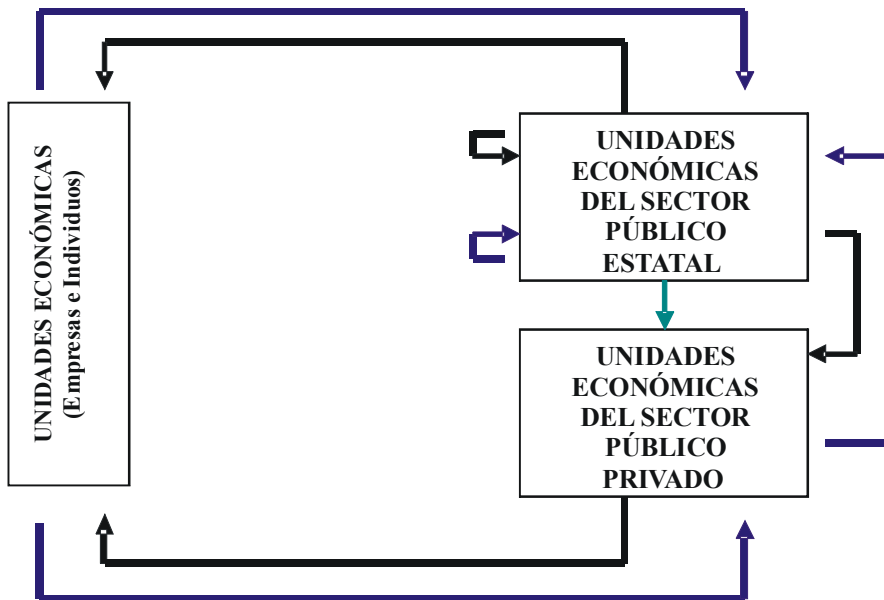 UNIDADES ECONÓMICAS
(Empresas e Individuos)
UNIDADES
ECONÓMICAS
DEL SECTOR
PÚBLICO
ESTATAL
UNIDADES
ECONÓMICAS
DEL SECTOR
PÚBLICO
PRIVADO